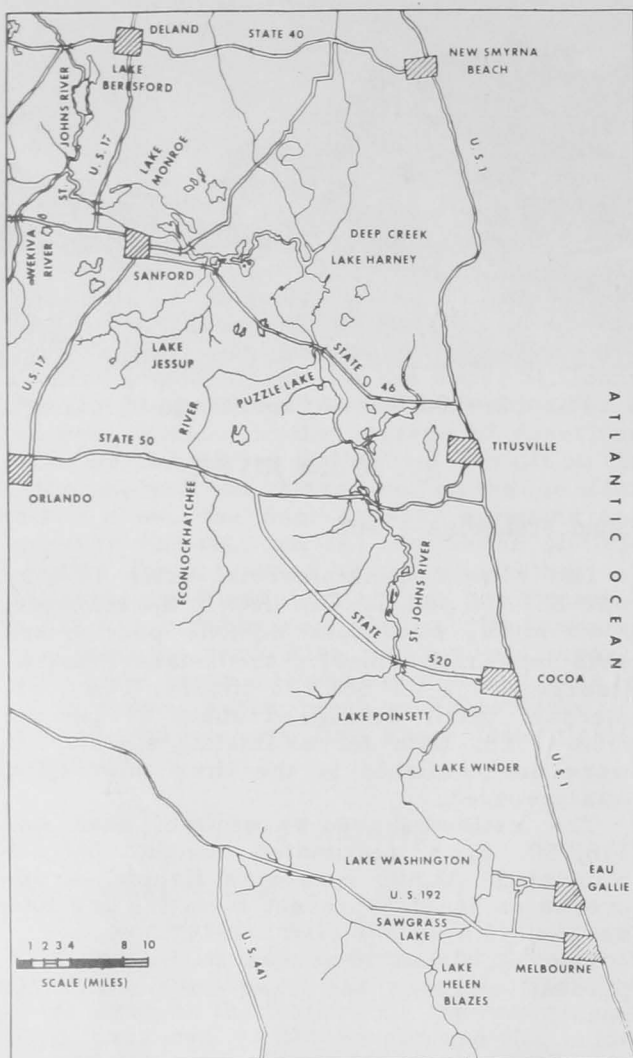 DELAND
STATE 40
NEW SMYRNA
BEACH
LAKE
BERESFORD
ST. JOHNS RIVER
U. S. 17
LAKE
MONROE
U.S. 1
WEKIVA
RIVER
SANFORD
DEEP CREEK
LAKE HARNEY
LAKE
JESSUP
U.S. 17
STATE
46
PUZZLE LAKE
RIVER
STATE 50
TITUSVILLE
ORLANDO
ATLANTIC OCEAN
ECONLOCKHATCHEE
ST. JOHNS RIVER
STATE
520
COCOA
LAKE POINSETT
U.S. 1
LAKE WINDER
LAKE WASHINGTON
EAU
GALLIE
U.S. 192
SAWGRASS
LAKE
MELBOURNE
U.S. 441
LAKE
HELEN
BLAZES
1 2 3 4 8 10
SCALE (MILES)